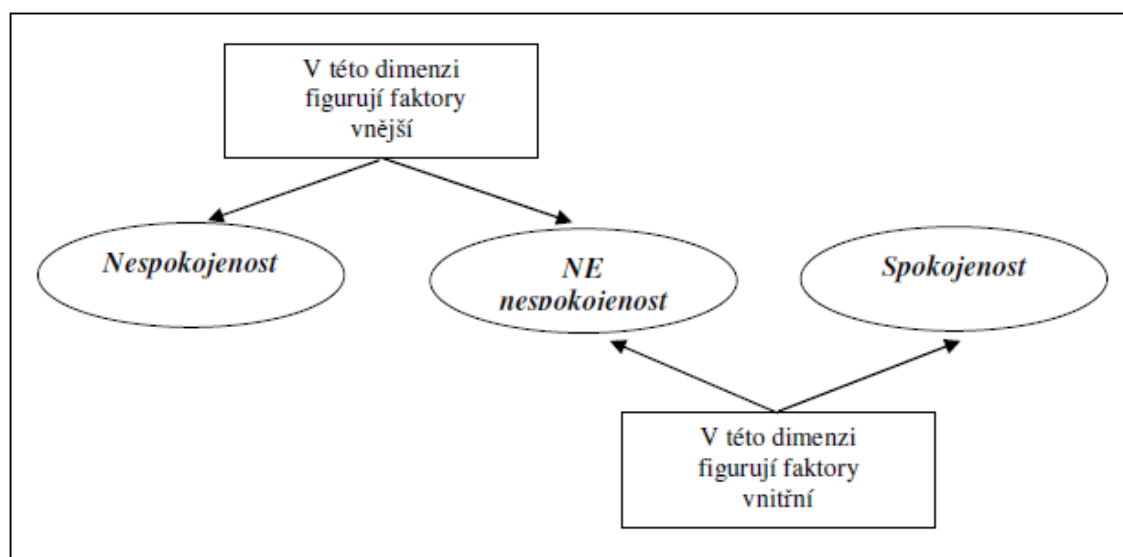 V této dimenzi
figurují faktory
vnější
Nespokojenost
NE
nespokojenost
Spokojenost
V této dimenzi
figurují faktory
vnitřní